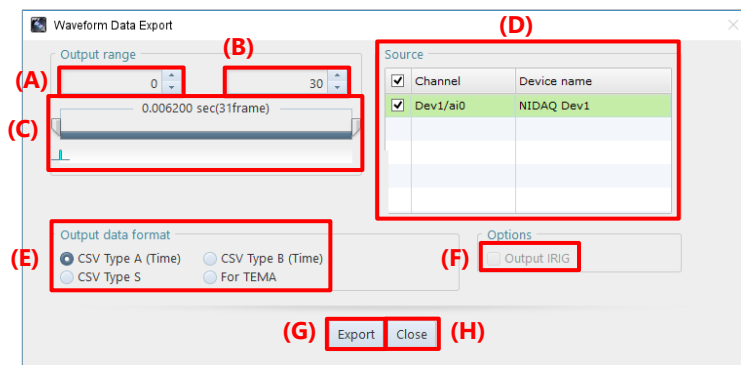 Waveform Data Export
(D)
Output range
(B)
Source
(A)
0
30
Channel
Device name
0.006200 sec(31frame)
Dev1/ai0
NIDAQ Dev1
(C)
Output data format
Options
(E)
CSV Type A (Time)
CSV Type B (Time)
(F)
Output IRIG
CSV Type S
For TEMA
(G)
Export
Close
(H)